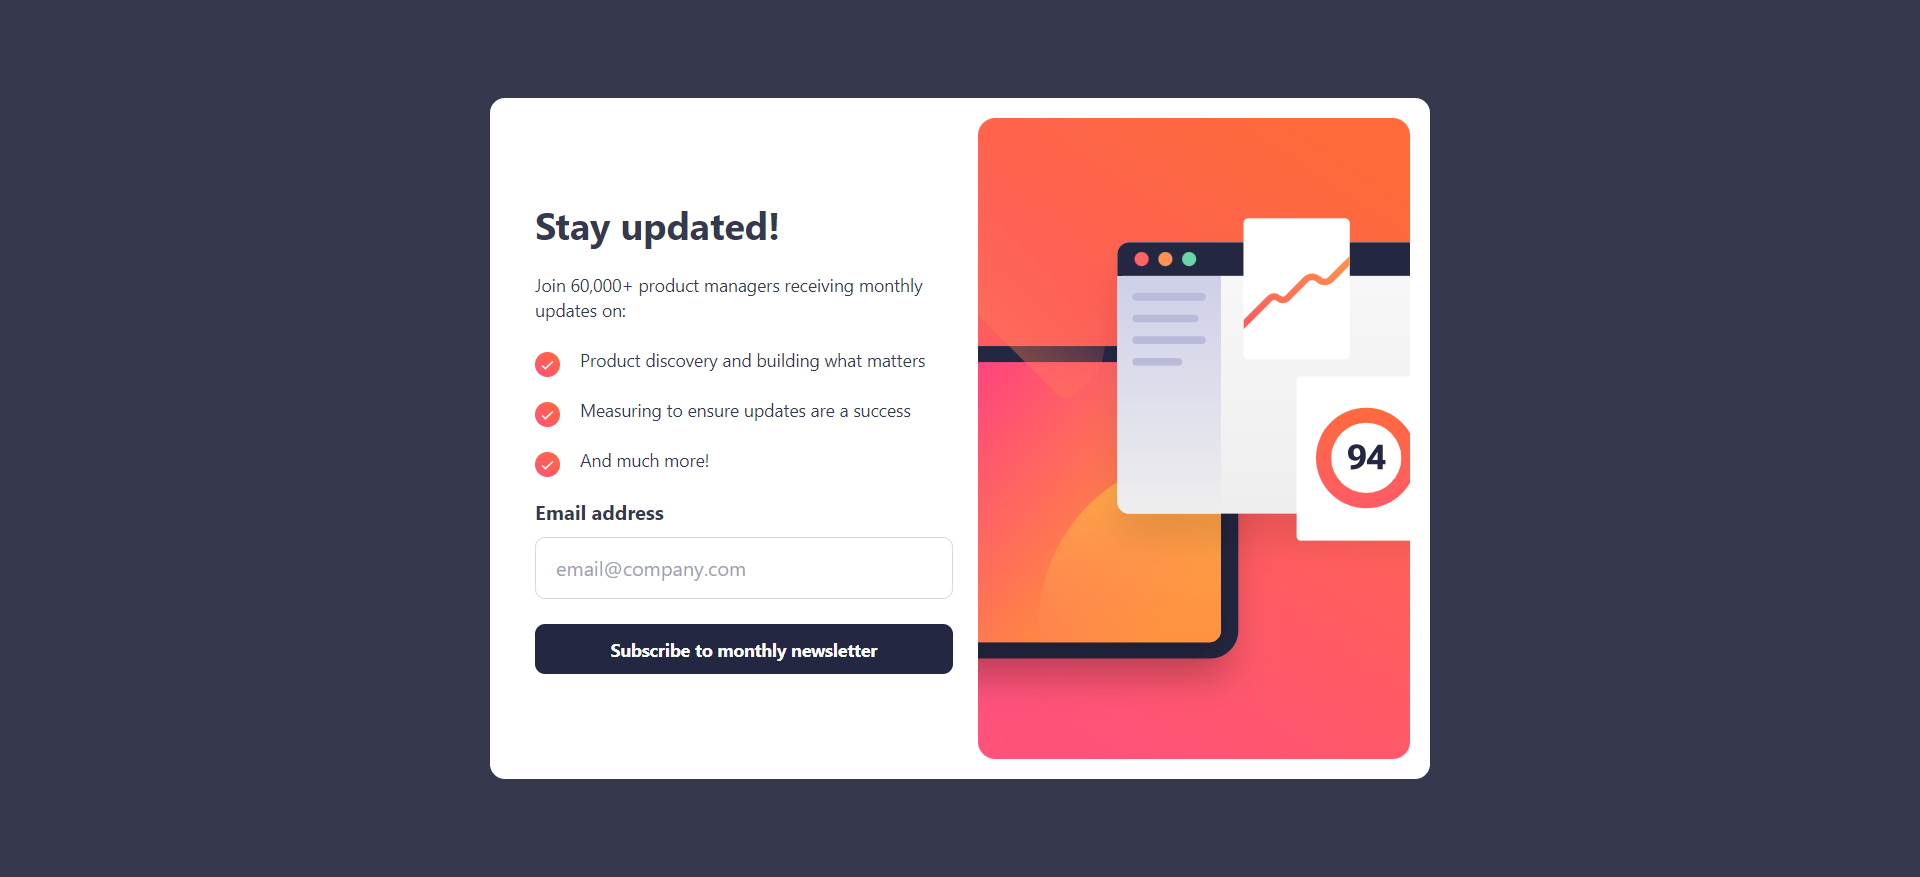 Stay updated!
Join 60,000+ product managers receiving monthly
updates on:
Product discovery and building what matters
Measuring to ensure updates are a success
And much more!
Email address
email@company.com
Subscribe to monthly newsletter
94